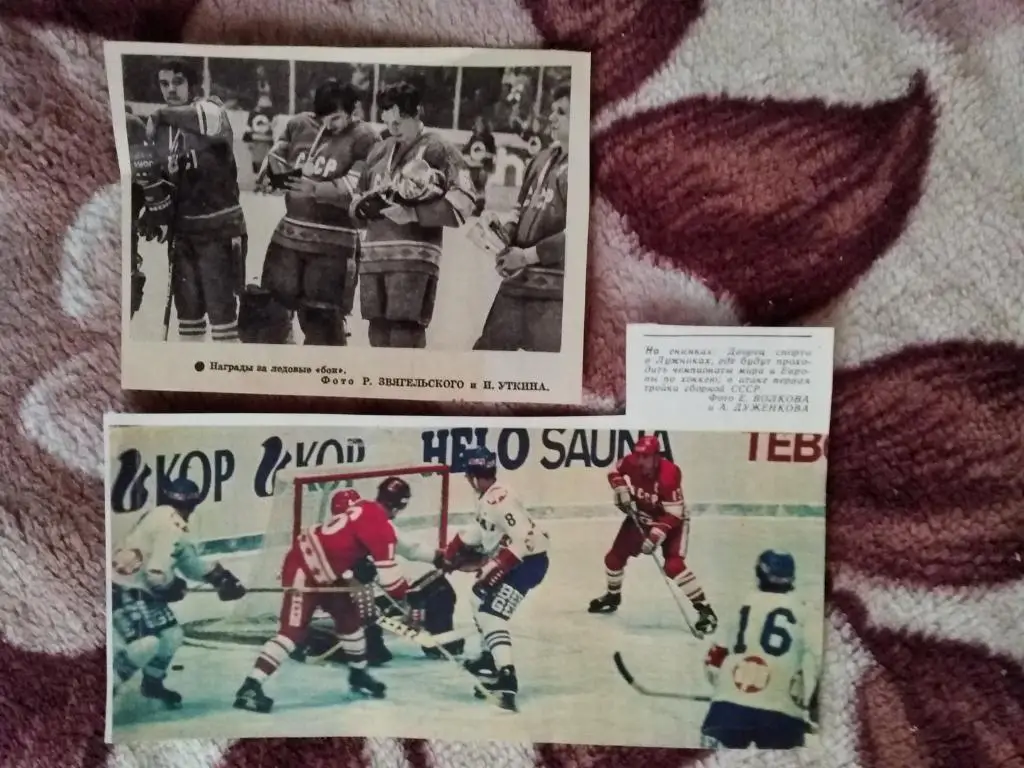 СССР
● Награды за ледовые «бои».
Фото Р. ЗВЯГЕЛЬСКОГО и И. УТКИНА.
На снимках: Дворец спорта
в Лужниках, где будут прохо-
дить чемпионаты мира и Евро-
пы по хоккею; в атаке первая
тройка сборной СССР.
Фото Е. ВОЛКОВА
и А. ДУЖЕНКОВА
KOP KOP HELO SAUNA TEBO
8
СССР
16